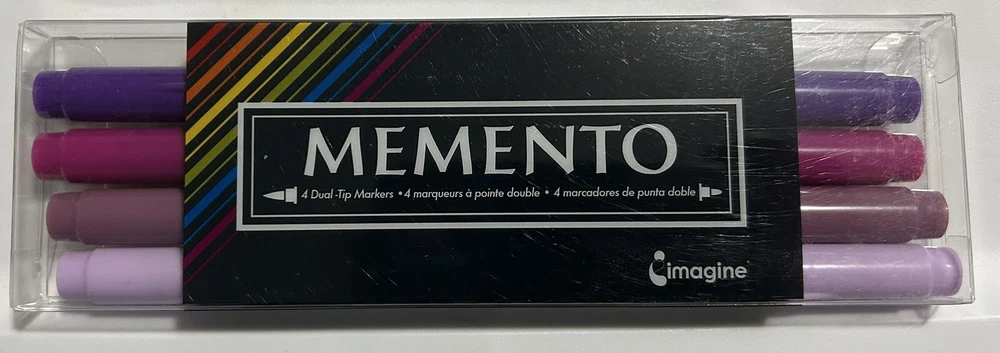 MEMENTO
4 Dual-Tip Markers • 4 marqueurs à pointe double • 4 marcadores de punta doble
imagine